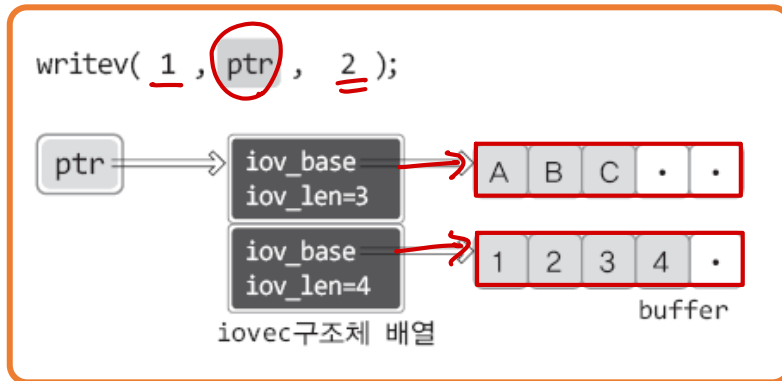 writev( 1 , ptr , 2 );
ptr
iov_base
iov_len=3
A B C · ·
iov_base
iov_len=4
1 2 3 4 ·
buffer
iovec구조체 배열